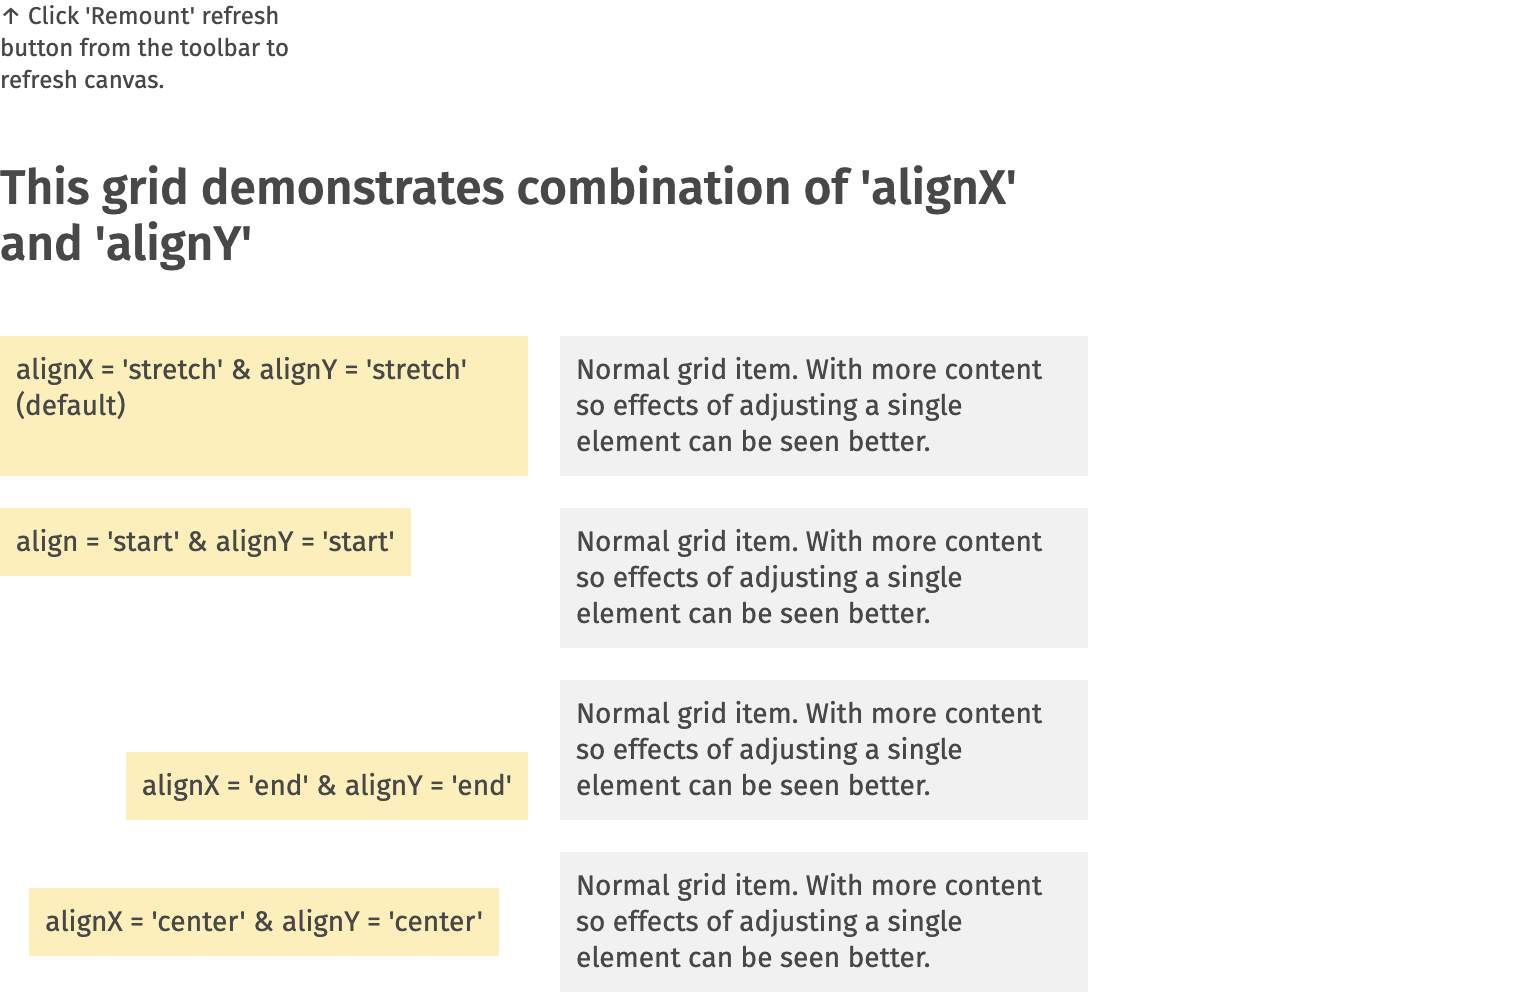 ↑ Click 'Remount' refresh
button from the toolbar to
refresh canvas.
This grid demonstrates combination of 'alignX'
and 'alignY'
alignX = 'stretch' & alignY = 'stretch'
(default)
Normal grid item. With more content
so effects of adjusting a single
element can be seen better.
align = 'start' & alignY = 'start'
Normal grid item. With more content
so effects of adjusting a single
element can be seen better.
alignX = 'end' & alignY = 'end'
Normal grid item. With more content
so effects of adjusting a single
element can be seen better.
alignX = 'center' & alignY = 'center'
Normal grid item. With more content
so effects of adjusting a single
element can be seen better.